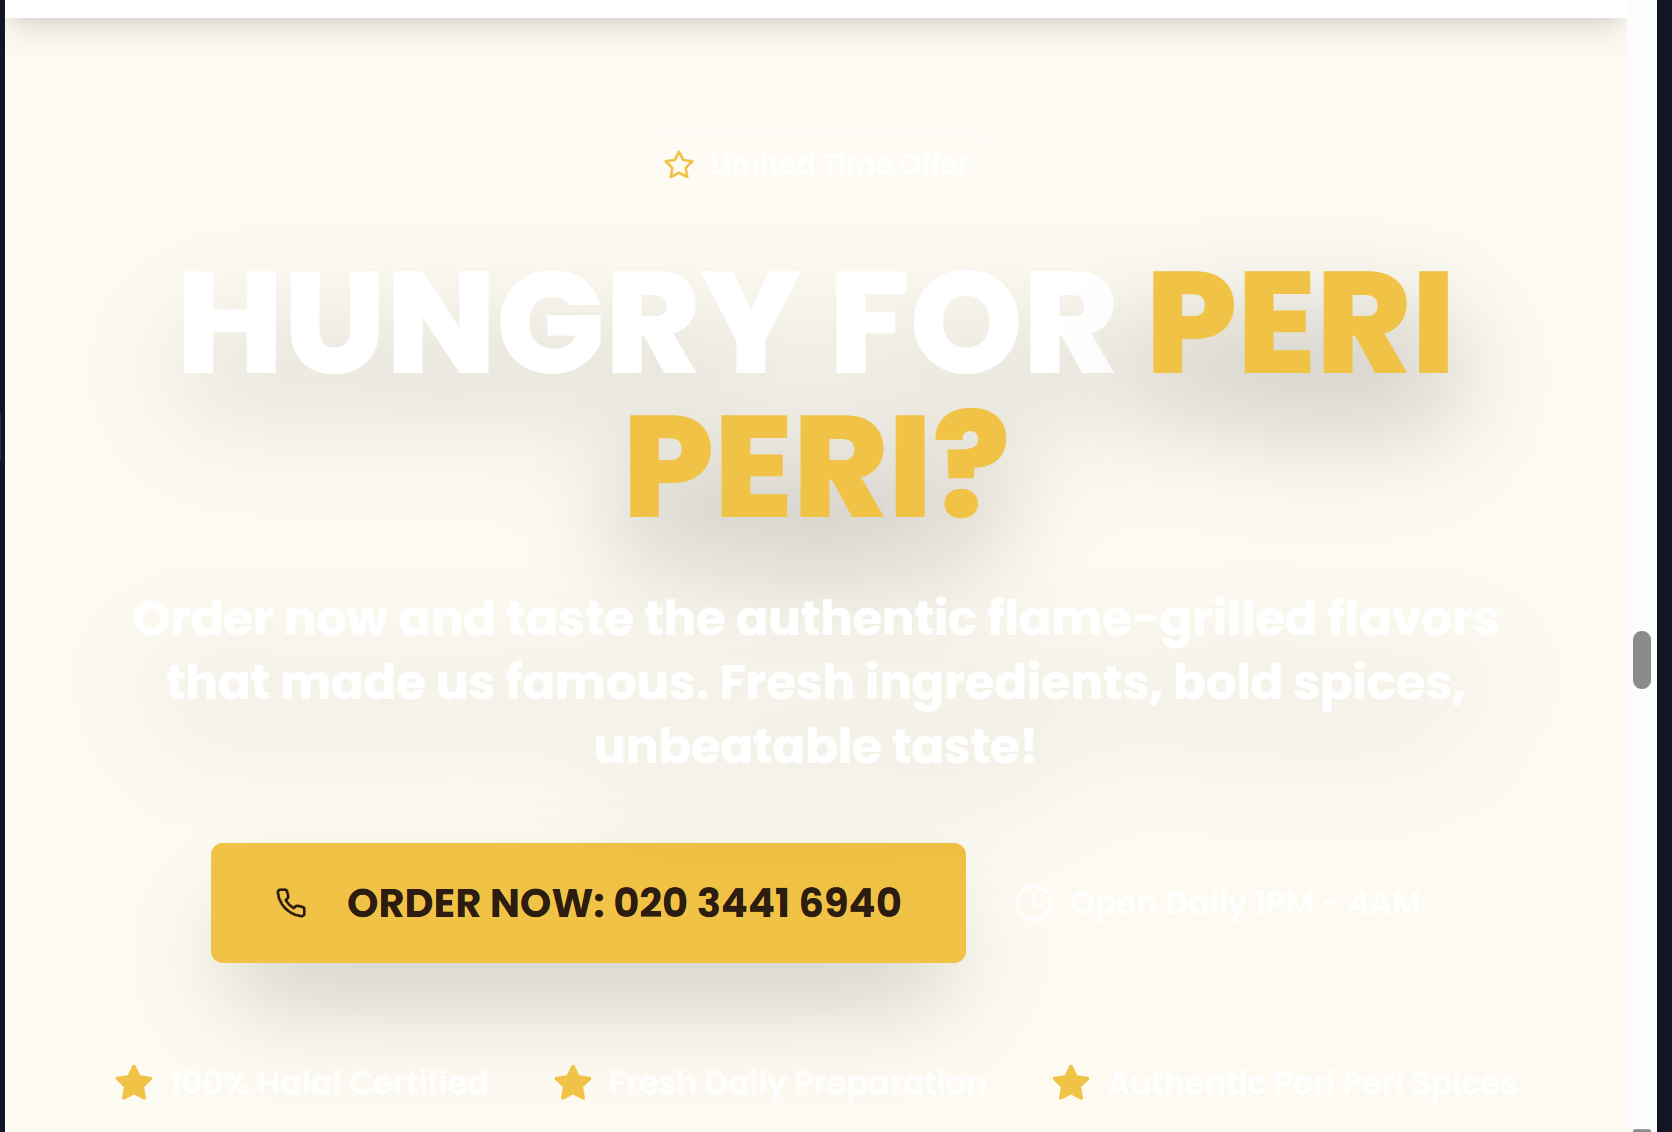 Limited Time Offer
HUNGRY FOR PERI
PERI?
Order now and taste the authentic flame-grilled flavors
that made us famous. Fresh ingredients, bold spices,
unbeatable taste!
ORDER NOW: 020 3441 6940
Open Daily 1PM - 4AM
100% Halal Certified
Fresh Daily Preparation
Authentic Peri Peri Spices